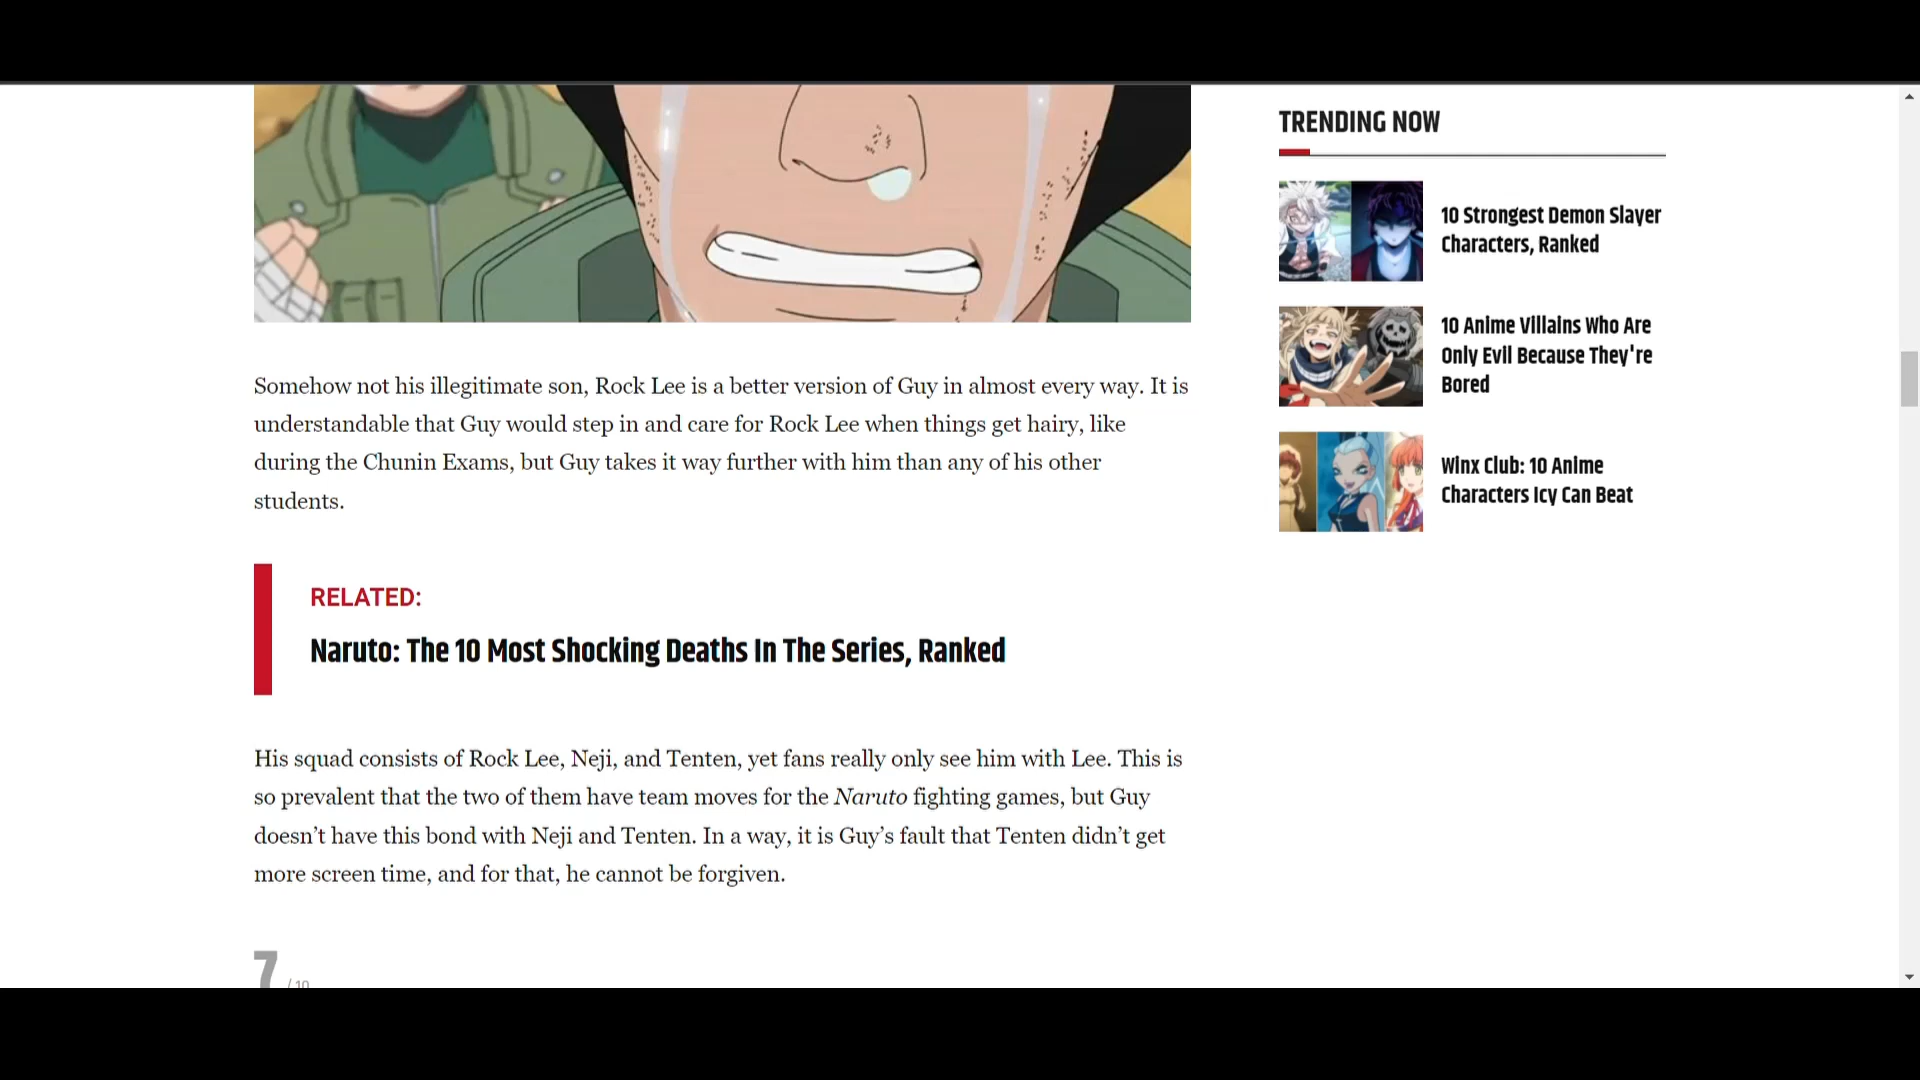 Somehow not his illegitimate son, Rock Lee is a better version of Guy in almost every way. It is
understandable that Guy would step in and care for Rock Lee when things get hairy, like
during the Chunin Exams, but Guy takes it way further with him than any of his other
students.
RELATED:
Naruto: The 10 Most Shocking Deaths In The Series, Ranked
His squad consists of Rock Lee, Neji, and Tenten, yet fans really only see him with Lee. This is
so prevalent that the two of them have team moves for the Naruto fighting games, but Guy
doesn’t have this bond with Neji and Tenten. In a way, it is Guy’s fault that Tenten didn’t get
more screen time, and for that, he cannot be forgiven.
7 / 10
TRENDING NOW
10 Strongest Demon Slayer
Characters, Ranked
10 Anime Villains Who Are
Only Evil Because They're
Bored
Winx Club: 10 Anime
Characters Icy Can Beat